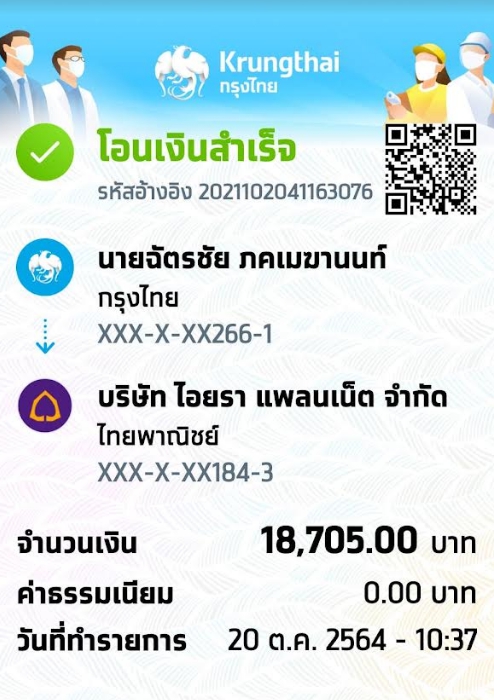 Krungthai
กรุงไทย
โอนเงินสำเร็จ
รหัสอ้างอิง 20211020411​63076
นายฉัตรชัย ภคเมฆานนท์
กรุงไทย
XXX-X-XX266-1
บริษัท ไอยรา แพลนเน็ต จำกัด
ไทยพาณิชย์
XXX-X-XX184-3
จำนวนเงิน 18,705.00 บาท
ค่าธรรมเนียม 0.00 บาท
วันที่ทำรายการ 20 ต.ค. 2564 - 10:37